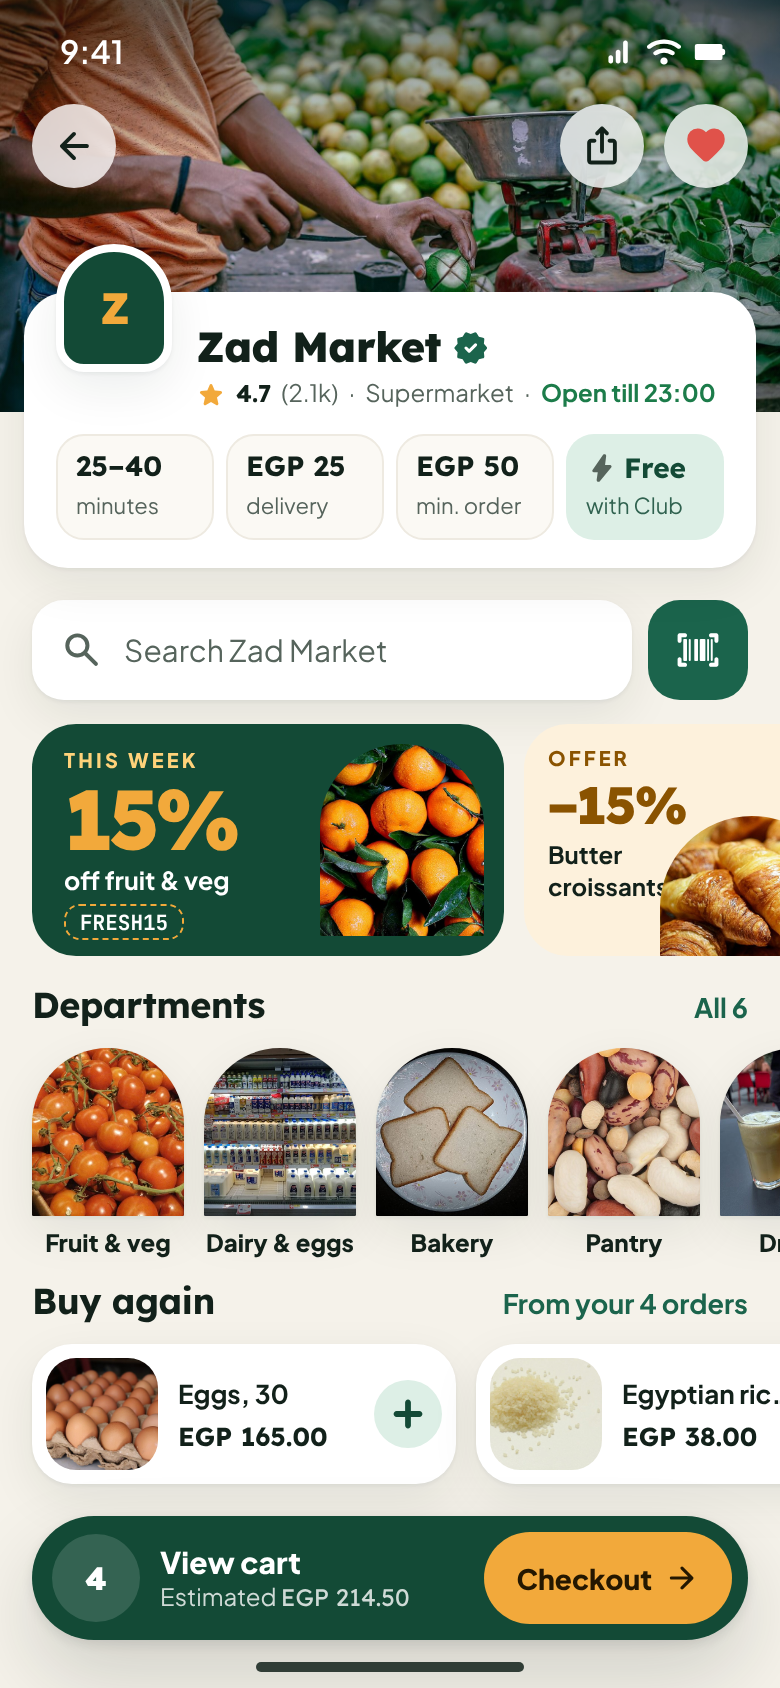 9:41
Z
Zad Market
4.7 (2.1k) · Supermarket · Open till 23:00
25–40
minutes
EGP 25
delivery
EGP 50
min. order
Free
with Club
Search Zad Market
THIS WEEK
15%
off fruit & veg
FRESH15
OFFER
–15%
Butter
croissants
Departments
All 6
Fruit & veg
Dairy & eggs
Bakery
Pantry
Dr
Buy again
From your 4 orders
Eggs, 30
EGP 165.00
Egyptian ric…
EGP 38.00
4
View cart
Estimated EGP 214.50
Checkout